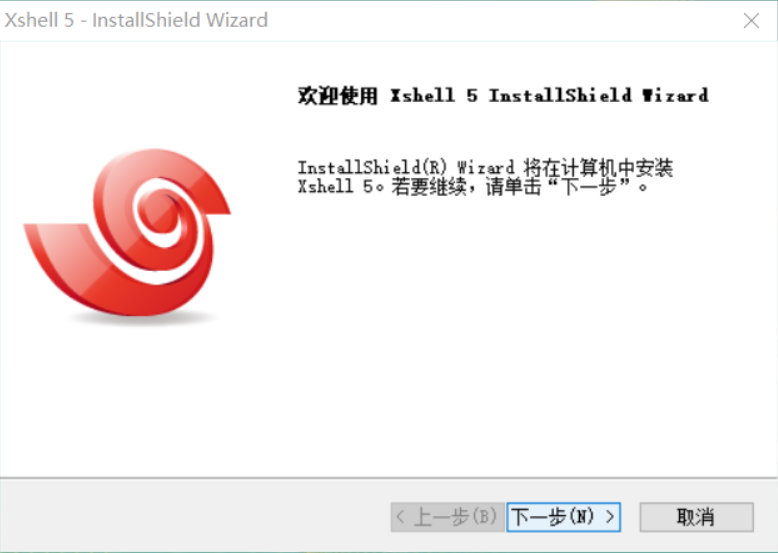 Xshell 5 - InstallShield Wizard
欢迎使用 Xshell 5 InstallShield Wizard
InstallShield(R) Wizard 将在计算机中安装
Xshell 5。若要继续，请单击“下一步”。
< 上一步(B) 下一步(N) > 取消